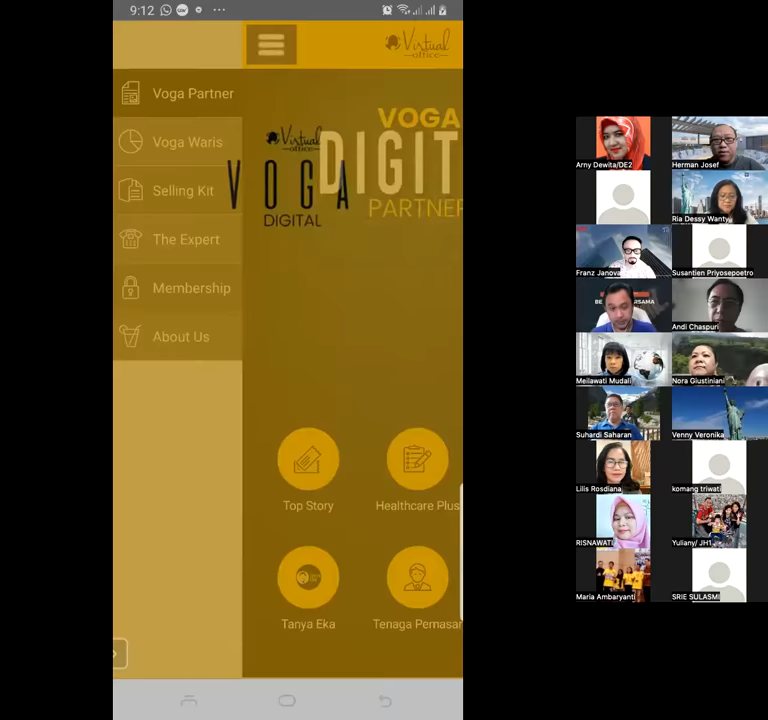 9:12
Virtual
office
Voga Partner
Voga Waris
Selling Kit
The Expert
Membership
About Us
VOGA
DIGIT
PARTNER
Virtual
office
VOGA
DIGITAL
Top Story
Healthcare Plus
Tanya Eka
Tenaga Pemasar
Arny Dewita/DE2
Herman Josef
Ria Dessy Wanty
Franz Janova
Susantien Priyosepoetro
BE
ARSAMA
Andi Chaspuri
Meilawati Mudali
Nora Giustiniani
Suhardi Saharan
Venny Veronika
Lilis Rosdiana
komang triwati
RISNAWATI
Yuliany/ JH1
Maria Ambaryanti
SRIE SULASMI